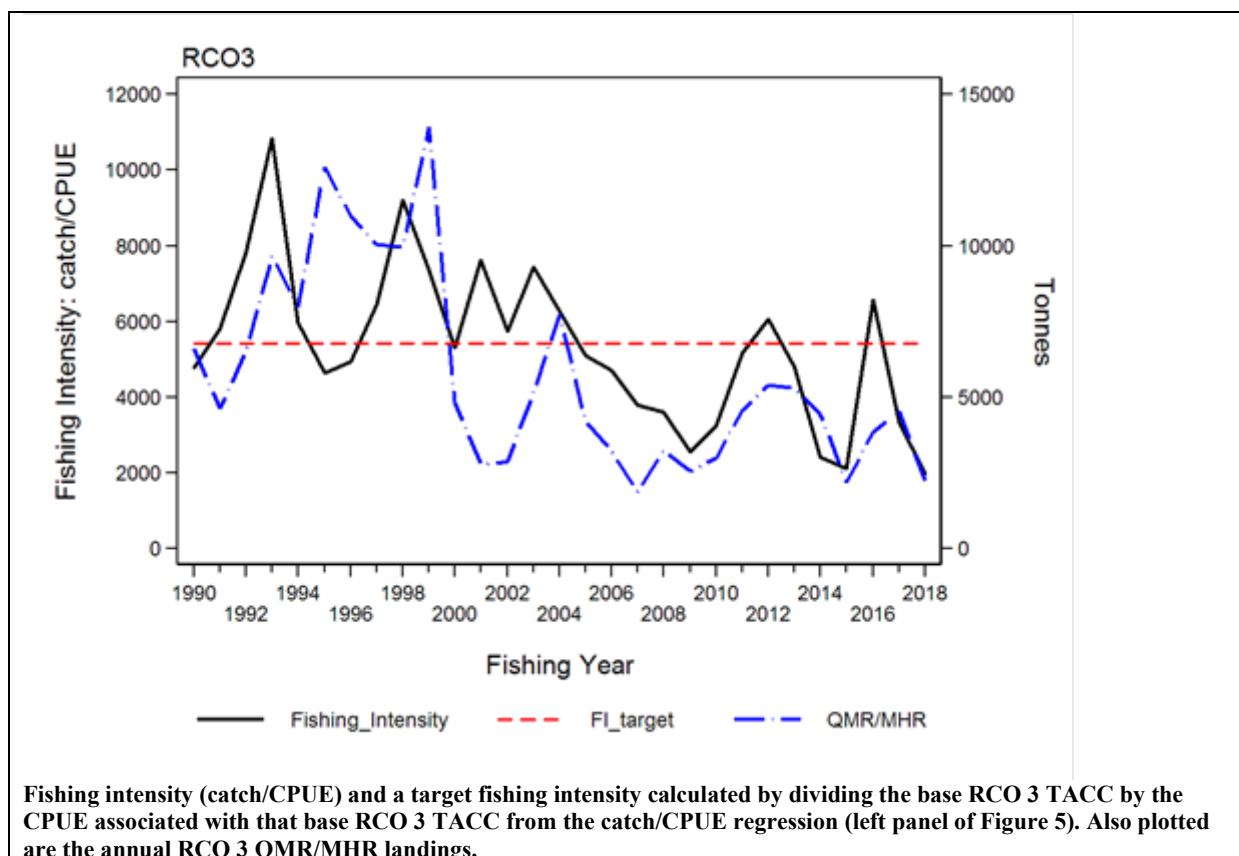 RCO3
12000
10000
8000
6000
4000
2000
0
Fishing Intensity: catch/CPUE
15000
10000
5000
0
Tonnes
1990 1994 1998 2002 2006 2010 2014 2018
1992 1996 2000 2004 2008 2012 2016
Fishing Year
Fishing_Intensity FI_target QMR/MHR
Fishing intensity (catch/CPUE) and a target fishing intensity calculated by dividing the base RCO 3 TACC by the
CPUE associated with that base RCO 3 TACC from the catch/CPUE regression (left panel of Figure 5). Also plotted
are the annual RCO 3 QMR/MHR landings.